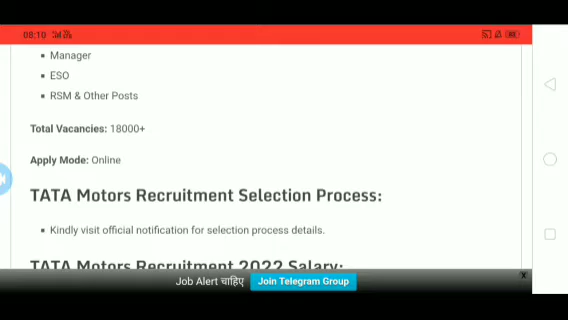 08:10
Manager
ESO
RSM & Other Posts
Total Vacancies: 18000+
Apply Mode: Online
TATA Motors Recruitment Selection Process:
Kindly visit official notification for selection process details.
TATA Motors Recruitment 2022 Salary:
Job Alert चाहिए Join Telegram Group
X